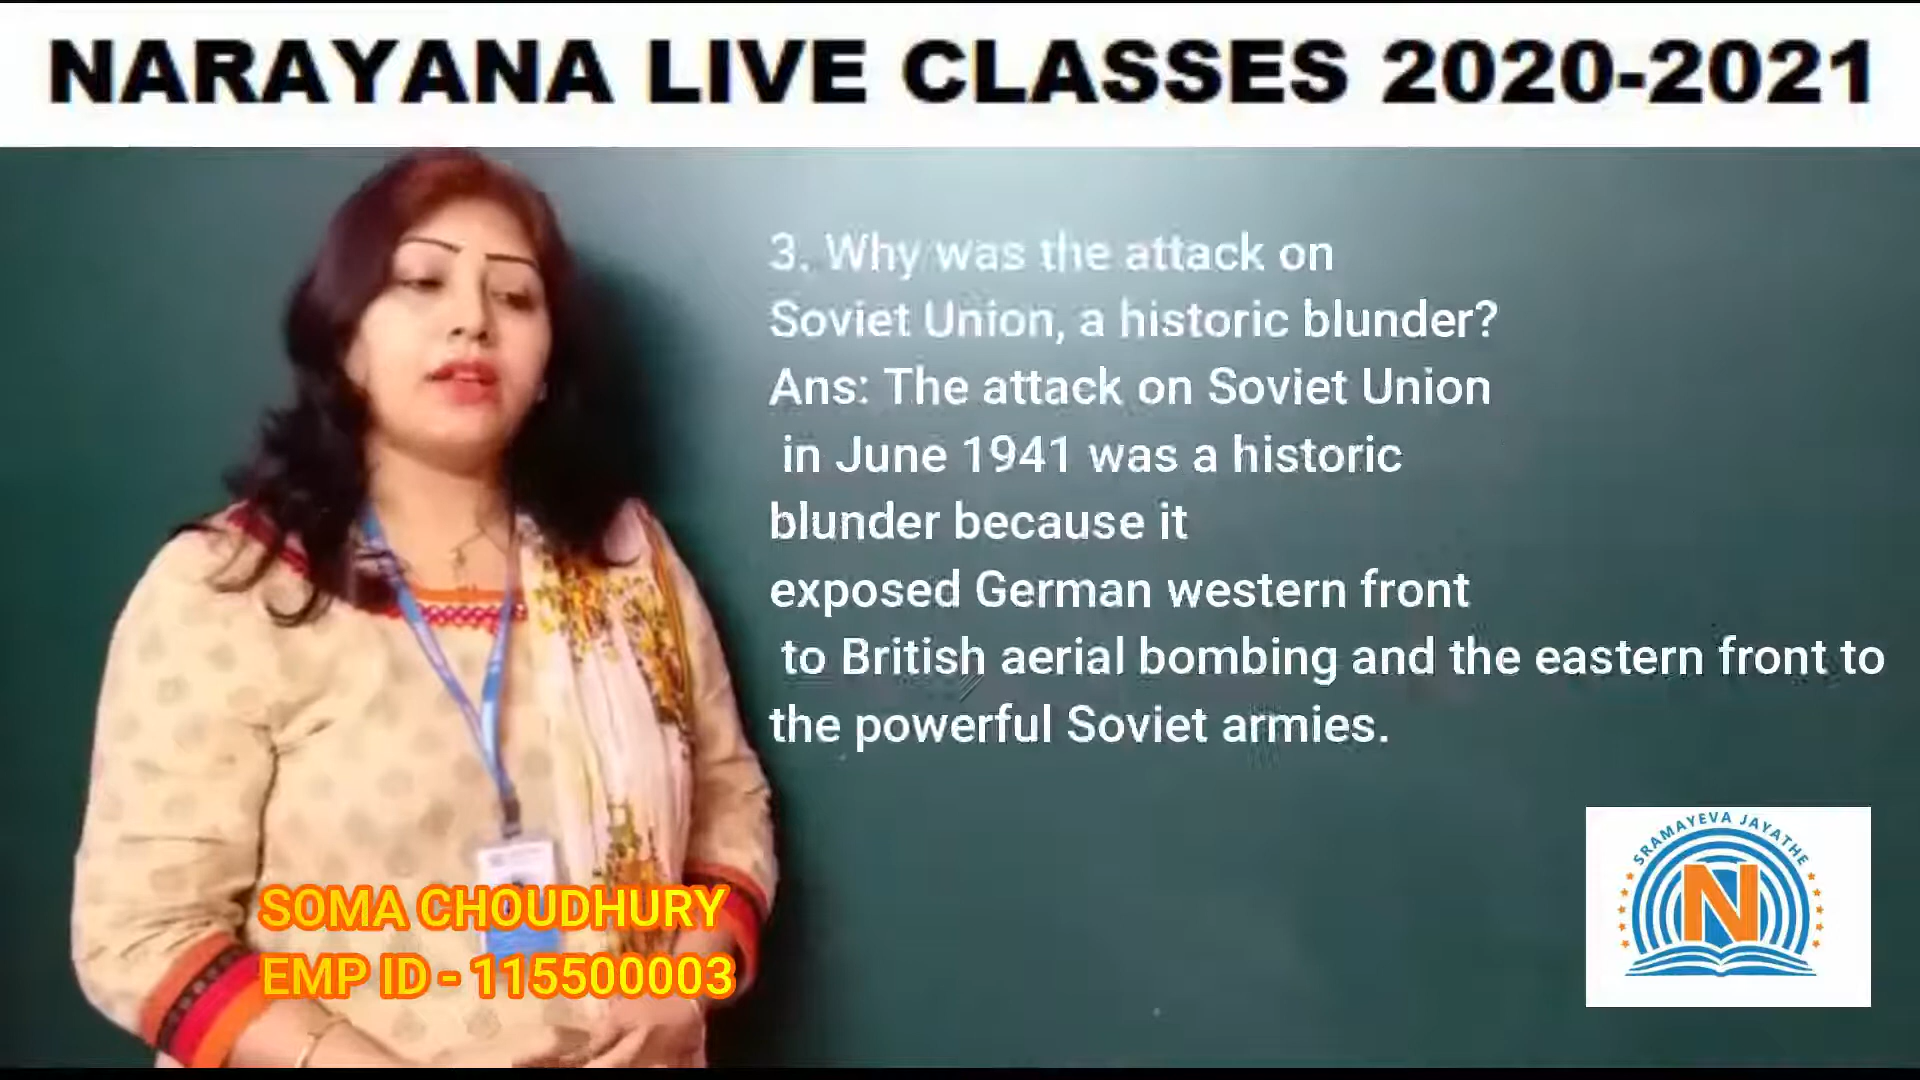 NARAYANA LIVE CLASSES 2020-2021
3. Why was the attack on
Soviet Union, a historic blunder?
Ans: The attack on Soviet Union
in June 1941 was a historic
blunder because it
exposed German western front
to British aerial bombing and the eastern front to
the powerful Soviet armies.
SOMA CHOUDHURY
EMP ID - 115500003
SRAMAYEVA JAYATHE
N